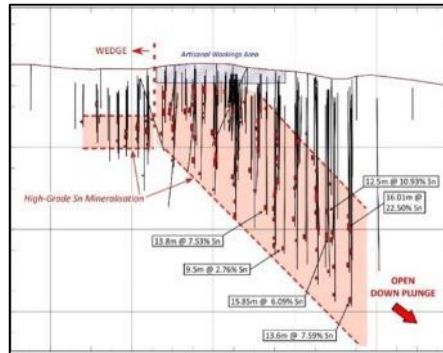 WEDGE
Artisanal Workings Area
High-Grade Sn Mineralisation
12.5m @ 10.93% Sn
16.01m @
22.50% Sn
13.8m @ 7.53% Sn
9.5m @ 2.76% Sn
15.85m @ 6.09% Sn
13.6m @ 7.59% Sn
OPEN
DOWN PLUNGE